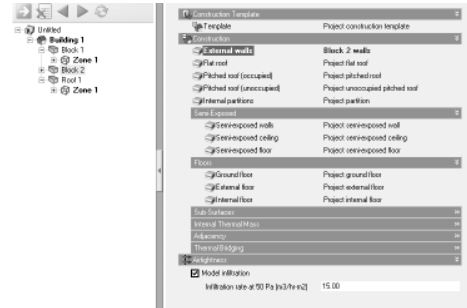 Untitled
Building 1
Block 1
Zone 1
Block 2
Roof 1
Zone 1
Construction Template
Template Project construction template
Construction
External walls Block 2 walls
Flat roof Project flat roof
Pitched roof (occupied) Project pitched roof
Pitched roof (unoccupied) Project unoccupied pitched roof
Internal partitions Project partition
Semi-Exposed
Semi-exposed walls Project semi-exposed wall
Semi-exposed ceiling Project semi-exposed ceiling
Semi-exposed floor Project semi-exposed floor
Floors
Ground floor Project ground floor
External floor Project external floor
Internal floor Project internal floor
Sub-Surfaces
Internal Thermal Mass
Adjacency
Thermal Bridging
Airtightness
Model infiltration
Infiltration rate at 50 Pa (m3/hr-m2) 15.00